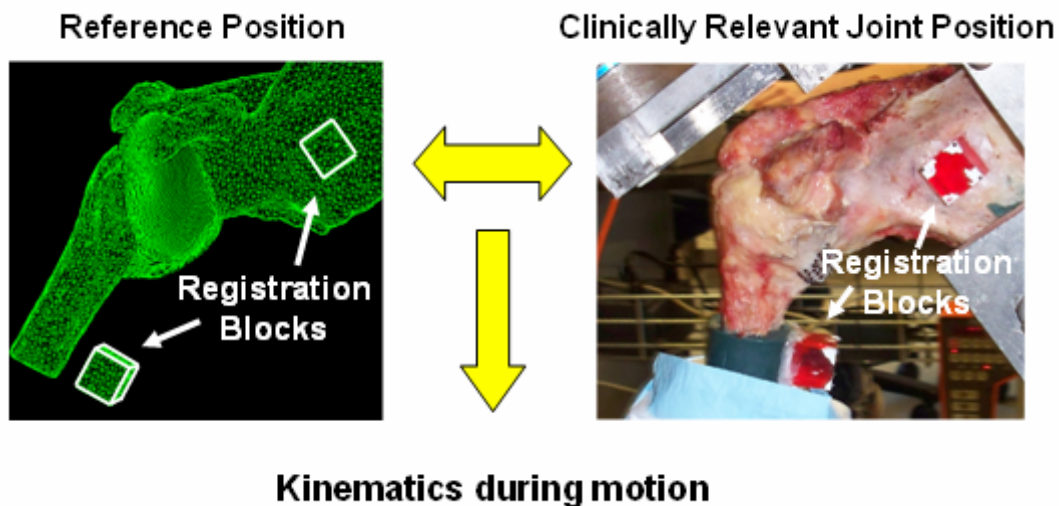 Reference Position
Clinically Relevant Joint Position
Registration
Blocks
Registration
Blocks
Kinematics during motion